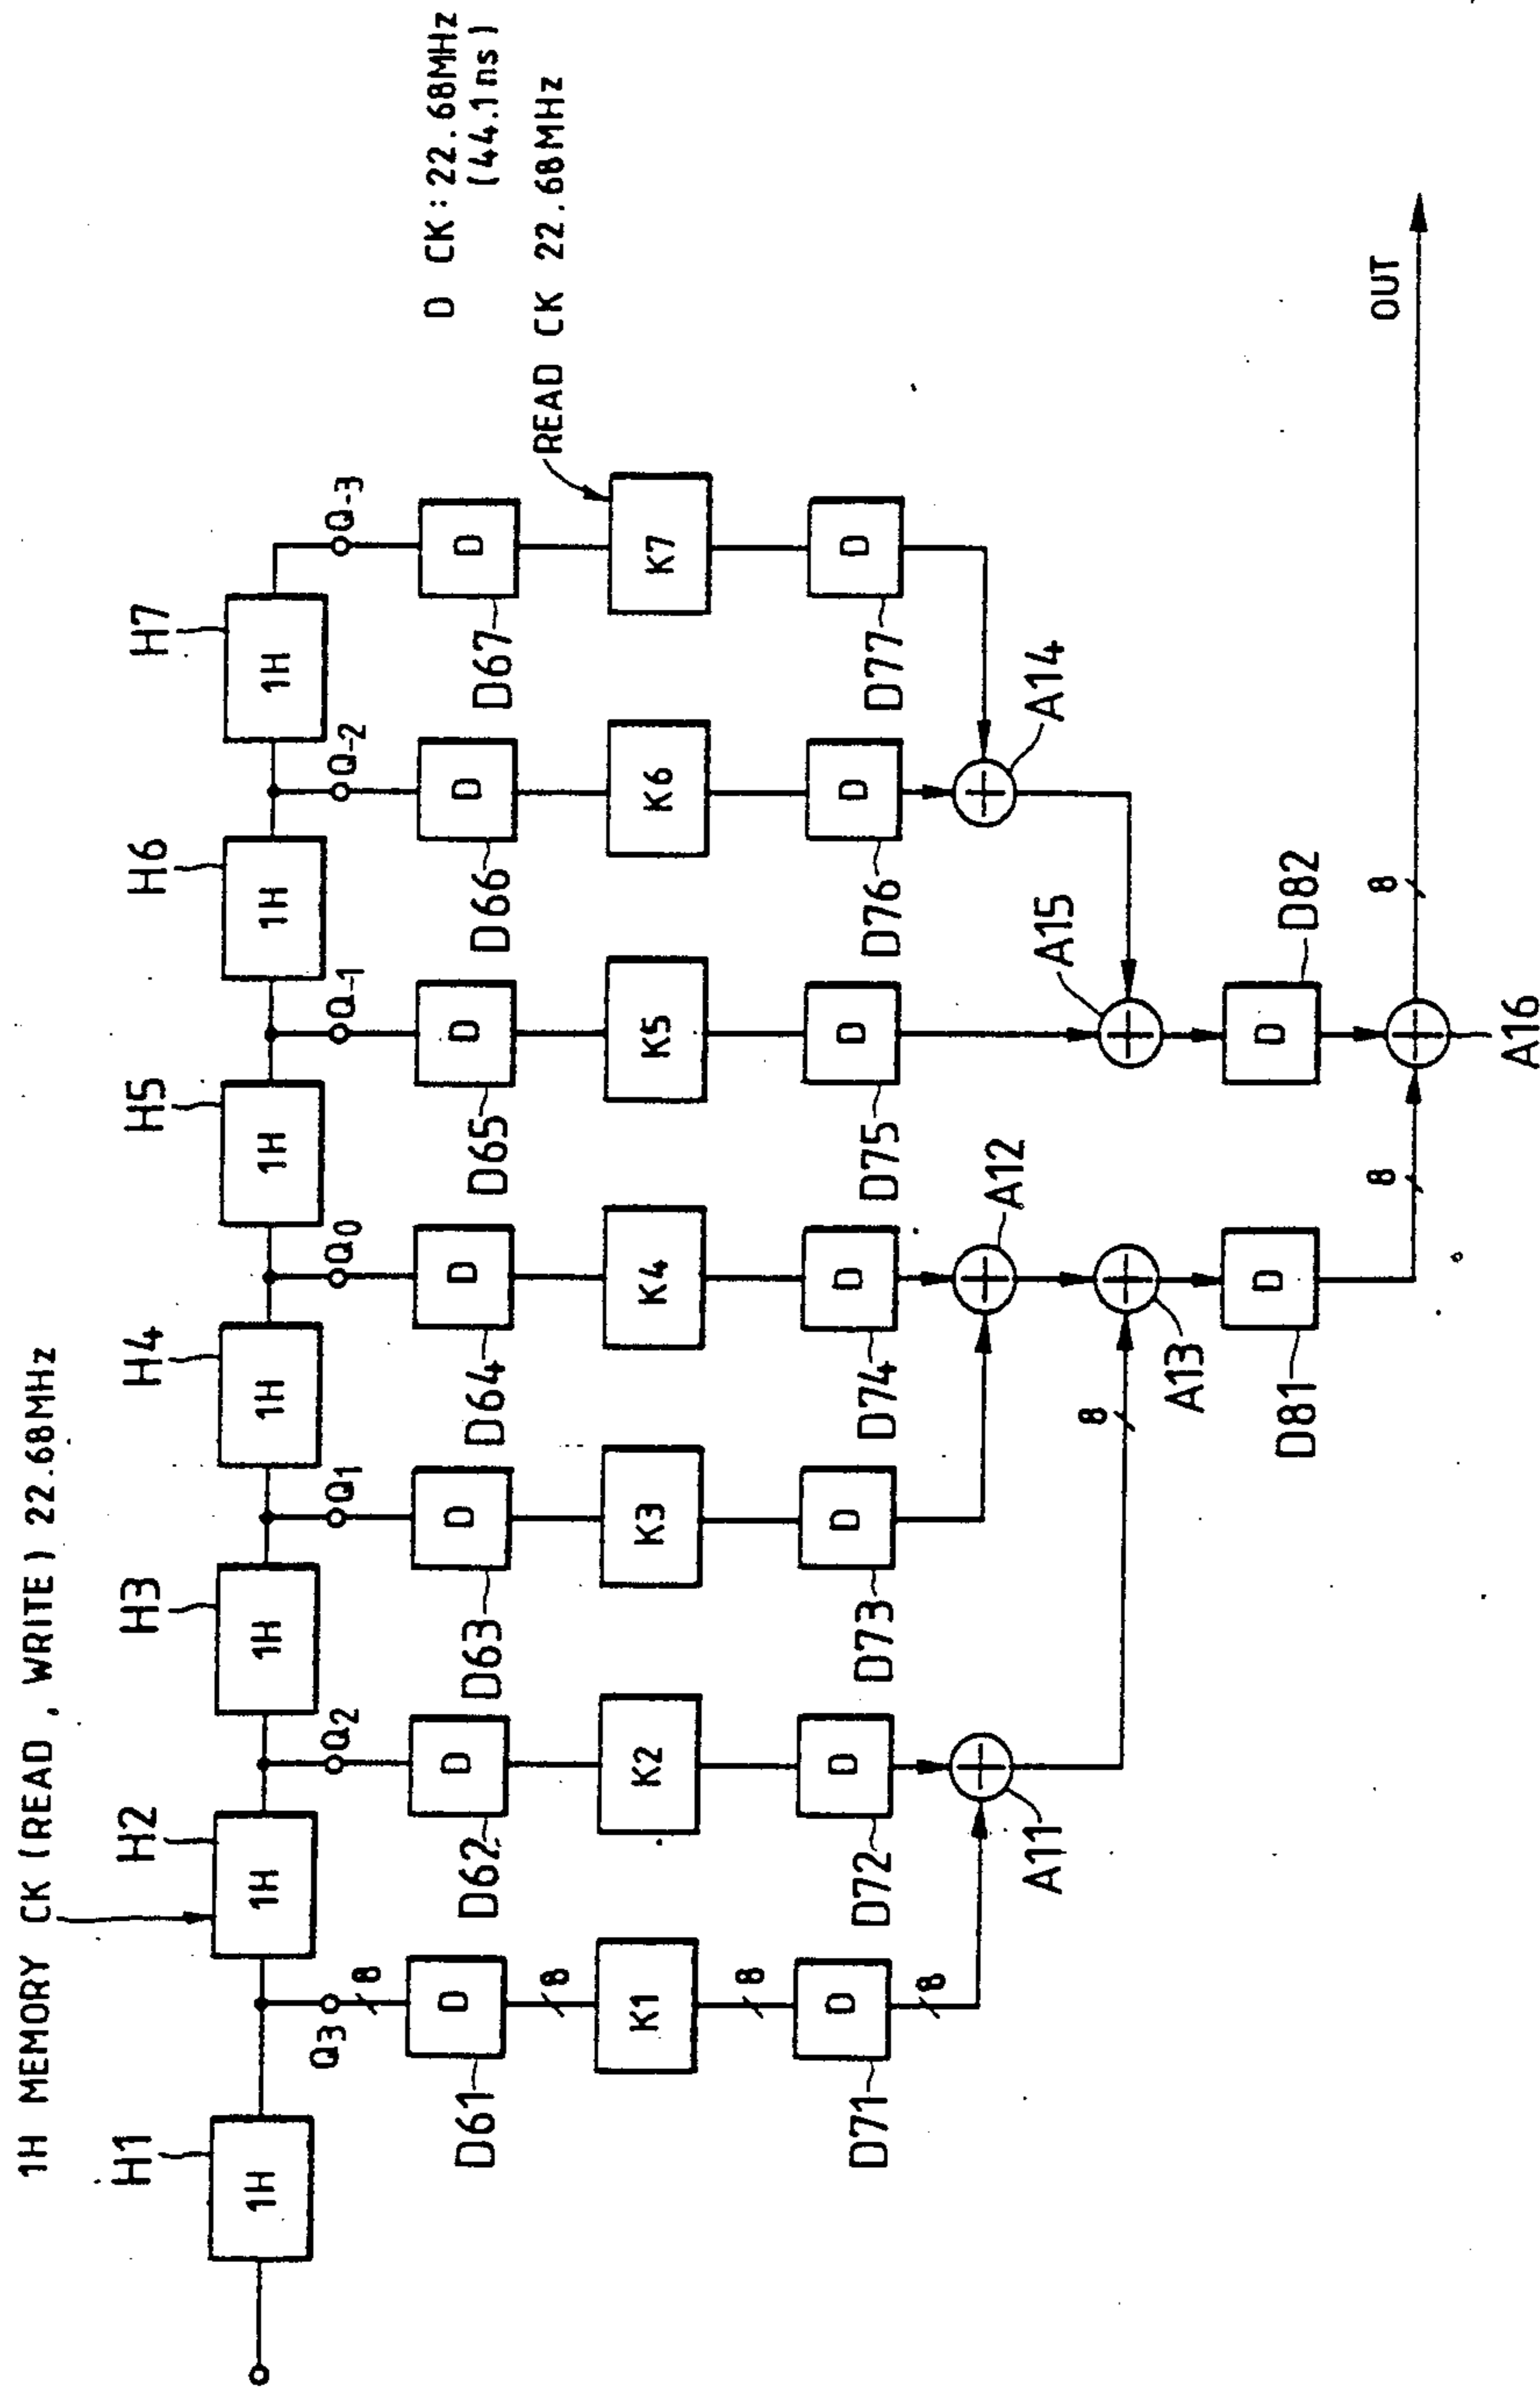 1H MEMORY CK (READ, WRITE) 22.68MHz
H1
H2
H3
H4
H5
H6
H7
1H
1H
1H
1H
1H
1H
1H
D CK: 22.68MHz
(44.1ns)
READ CK 22.68MHz
Q3
Q2
Q1
Q0
Q-1
Q-2
Q-3
8
D
D
D
D
D
D
D
D61
D62
D63
D64
D65
D66
D67
8
K1
K2
K3
K4
K5
K6
K7
8
D
D
D
D
D
D
D
D71
D72
D73
D74
D75
D76
D77
8
A11
A12
A14
8
A13
A15
D
D
D81
D82
8
8
A16
OUT